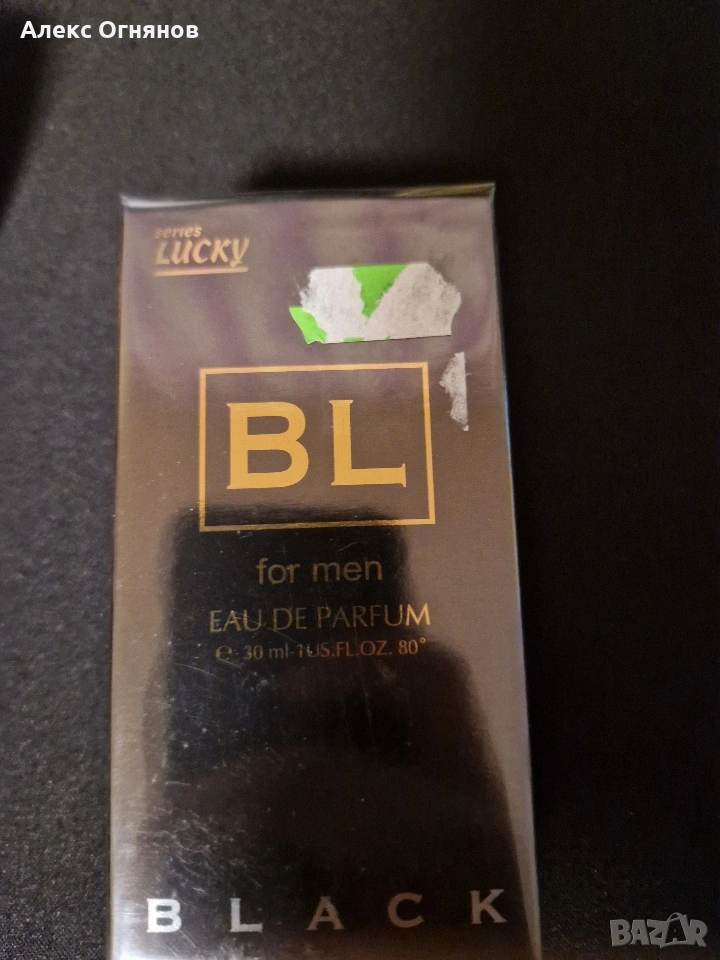 Алекс Огнянов
series
LUCKY
BL
for men
EAU DE PARFUM
℮ 30 ml-1US.FL.OZ. 80°
BLACK
BAZAR